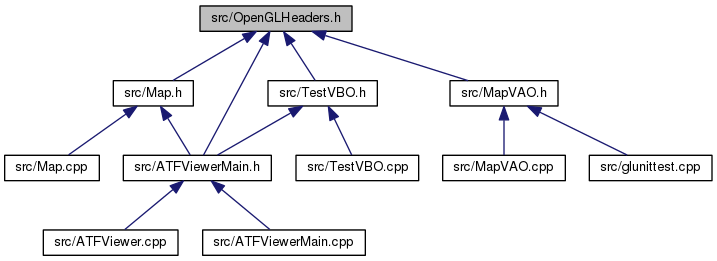 src/OpenGLHeaders.h
src/Map.h
src/TestVBO.h
src/MapVAO.h
src/Map.cpp
src/ATFViewerMain.h
src/TestVBO.cpp
src/MapVAO.cpp
src/glunittest.cpp
src/ATFViewer.cpp
src/ATFViewerMain.cpp